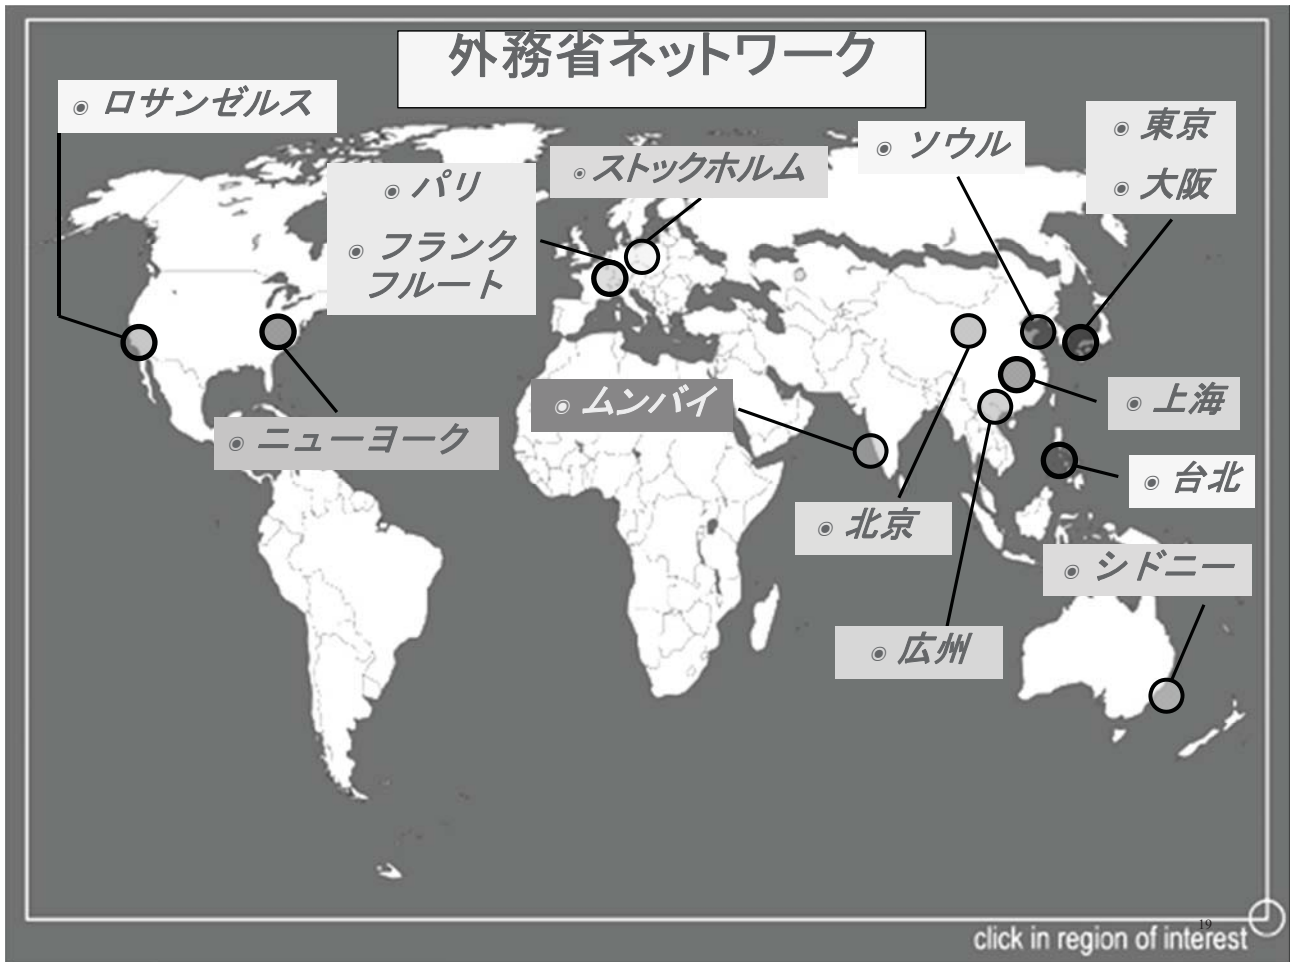 外務省ネットワーク
◉ ロサンゼルス
◉ パリ
◉ フランク
フルート
◉ ストックホルム
◉ ソウル
◉ 東京
◉ 大阪
◉ ニューヨーク
◉ ムンバイ
◉ 上海
◉ 台北
◉ 北京
◉ シドニー
◉ 広州
19
click in region of interest